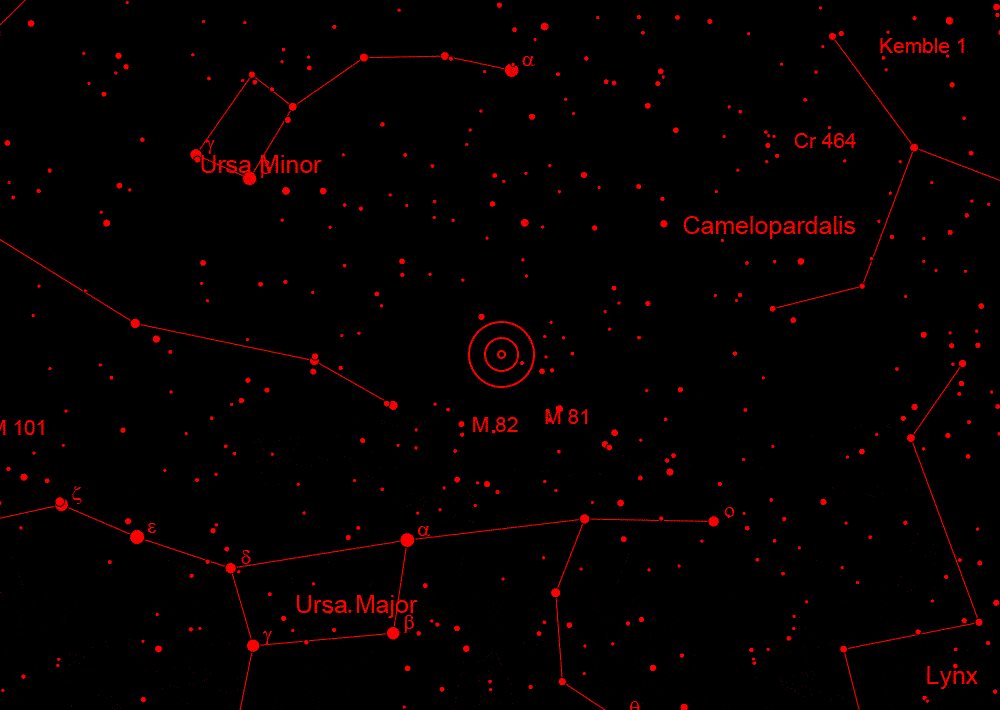 Kemble 1
α
Cr 464
γ
Ursa Minor
β
Camelopardalis
M 82
M 81
M 101
ζ
ε
ο
α
δ
Ursa Major
β
γ
Lynx
θ